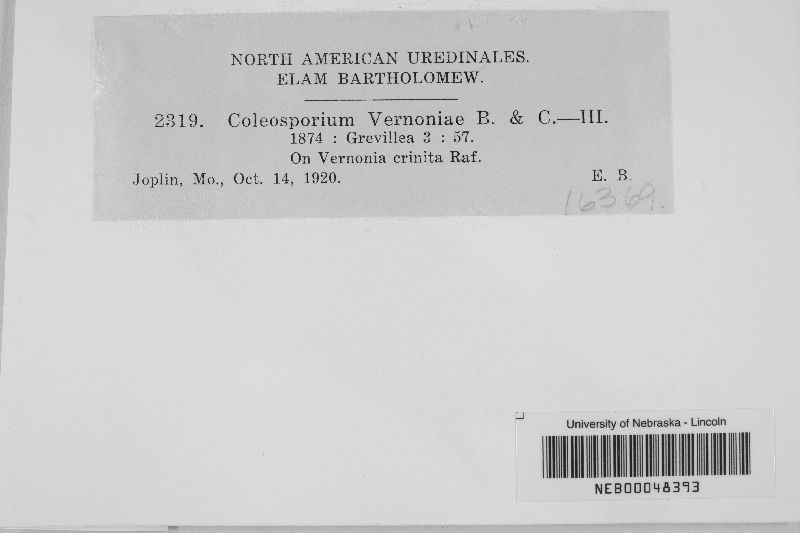 NORTH AMERICAN UREDINALES.
ELAM BARTHOLOMEW.
2319. Coleosporium Vernoniae B. & C.—III.
1874 : Grevillea 3 : 57.
On Vernonia crinita Raf.
Joplin, Mo., Oct. 14, 1920. E. B.
16369.
University of Nebraska - Lincoln
NEB00048393